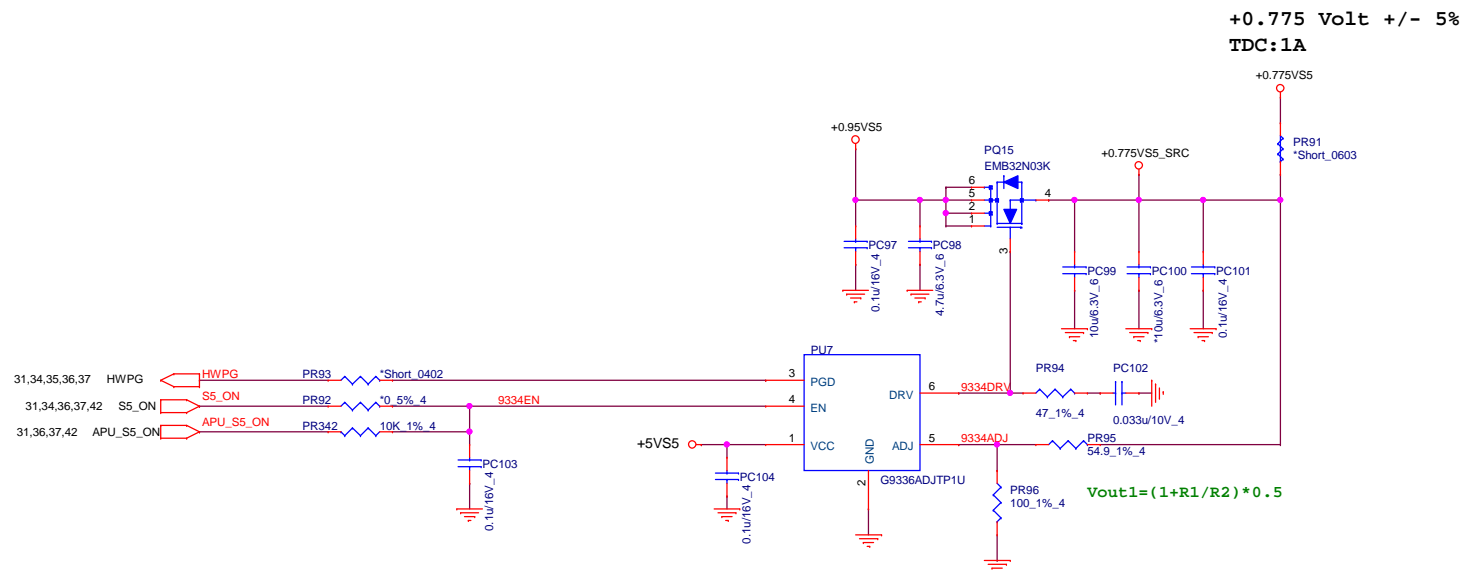 +0.775 Volt +/- 5%
TDC:1A
+0.775VS5
+0.95VS5
PQ15
EMB32N03K
+0.775VS5_SRC
PR91
*Short_0603
6
5
2
1
4
3
PC97
0.1u/16V_4
PC98
4.7u/6.3V_6
PC99
10u/6.3V_6
PC100
*10u/6.3V_6
PC101
0.1u/16V_4
PU7
31,34,35,36,37 HWPG
HWPG
PR93
*Short_0402
3
PGD
31,34,36,37,42 S5_ON
S5_ON
PR92
*0_5%_4
9334EN
4
EN
31,36,37,42 APU_S5_ON
APU_S5_ON
PR342
10K_1%_4
DRV
6
9334DRV
PR94
47_1%_4
PC102
0.033u/10V_4
+5VS5
1
VCC
GND
2
ADJ
5
9334ADJ
PR95
54.9_1%_4
PC103
0.1u/16V_4
PC104
0.1u/16V_4
G9336ADJTP1U
PR96
100_1%_4
Vout1=(1+R1/R2)*0.5